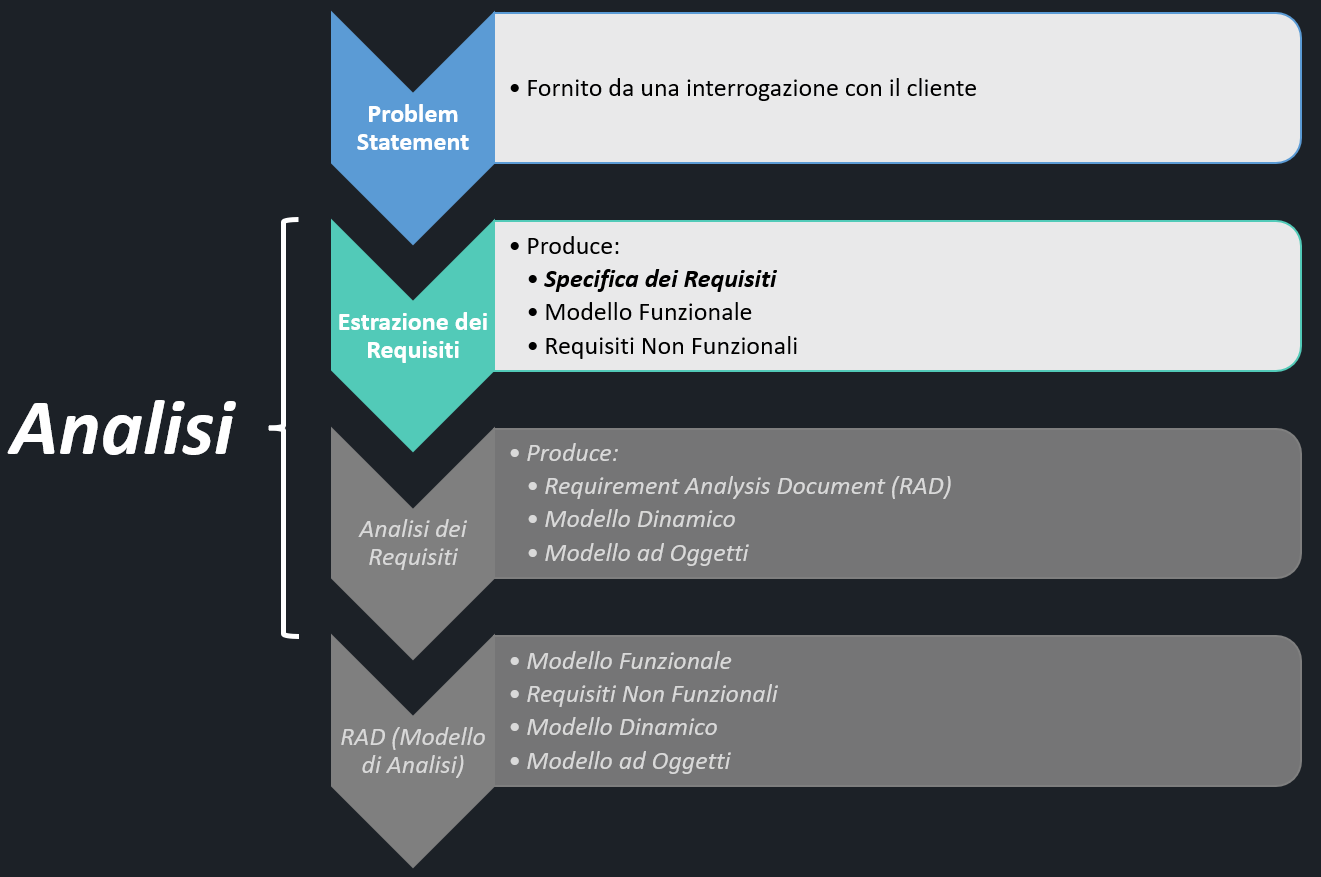 Problem
Statement
• Fornito da una interrogazione con il cliente
Analisi
Estrazione dei
Requisiti
• Produce:
• Specifica dei Requisiti
• Modello Funzionale
• Requisiti Non Funzionali
Analisi dei
Requisiti
• Produce:
• Requirement Analysis Document (RAD)
• Modello Dinamico
• Modello ad Oggetti
RAD (Modello
di Analisi)
• Modello Funzionale
• Requisiti Non Funzionali
• Modello Dinamico
• Modello ad Oggetti